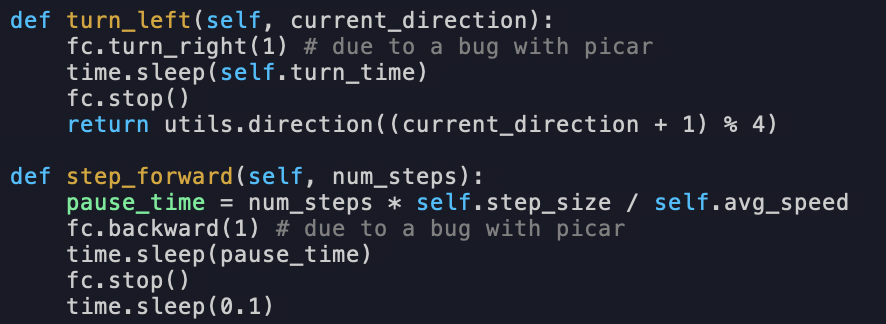 def turn_left(self, current_direction):
    fc.turn_right(1) # due to a bug with picar
    time.sleep(self.turn_time)
    fc.stop()
    return utils.direction((current_direction + 1) % 4)

def step_forward(self, num_steps):
    pause_time = num_steps * self.step_size / self.avg_speed
    fc.backward(1) # due to a bug with picar
    time.sleep(pause_time)
    fc.stop()
    time.sleep(0.1)